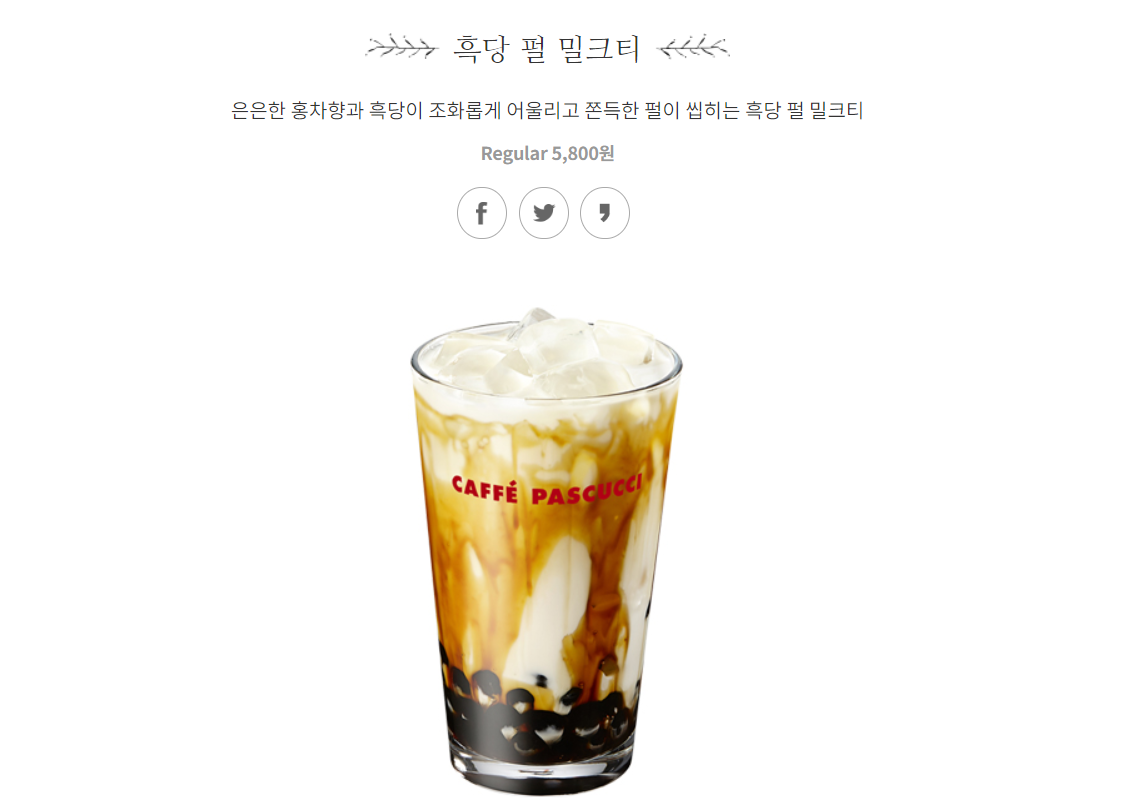 흑당 펄 밀크티
은은한 홍차향과 흑당이 조화롭게 어울리고 쫀득한 펄이 씹히는 흑당 펄 밀크티
Regular 5,800원
CAFFÉ PASCUCCI